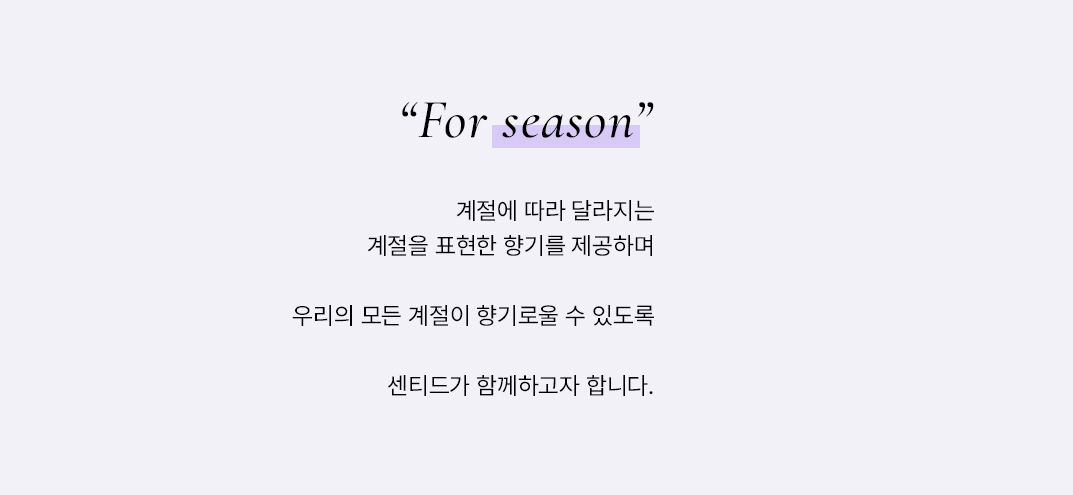 “For season”
계절에 따라 달라지는
계절을 표현한 향기를 제공하며
우리의 모든 계절이 향기로울 수 있도록
센티드가 함께하고자 합니다.